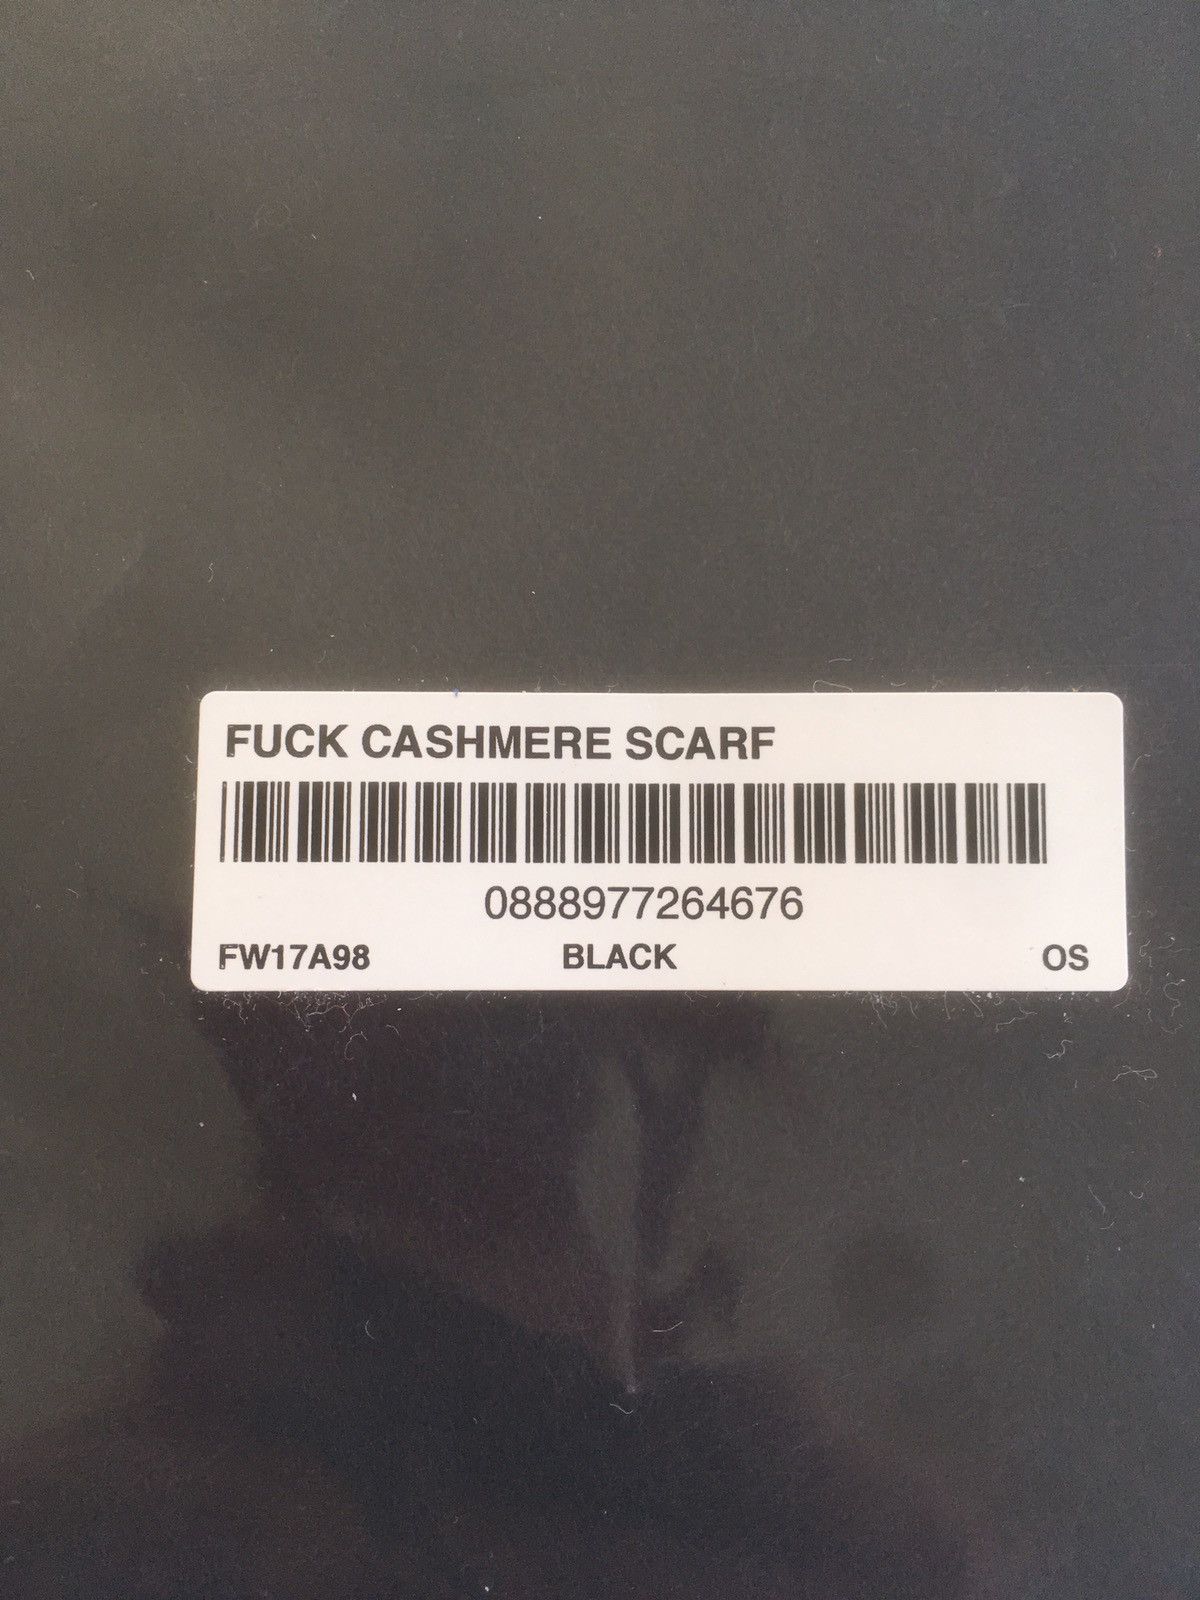 FUCK CASHMERE SCARF
0888977264676
FW17A98 BLACK OS